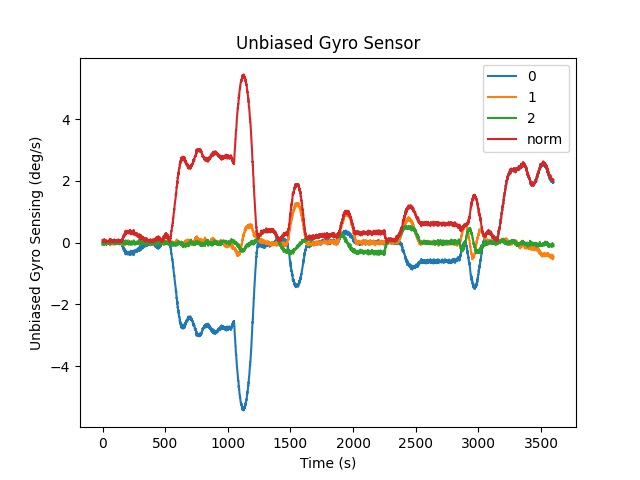 Unbiased Gyro Sensor
0
1
2
norm
4
2
0
−2
−4
Unbiased Gyro Sensing (deg/s)
0 500 1000 1500 2000 2500 3000 3500
Time (s)